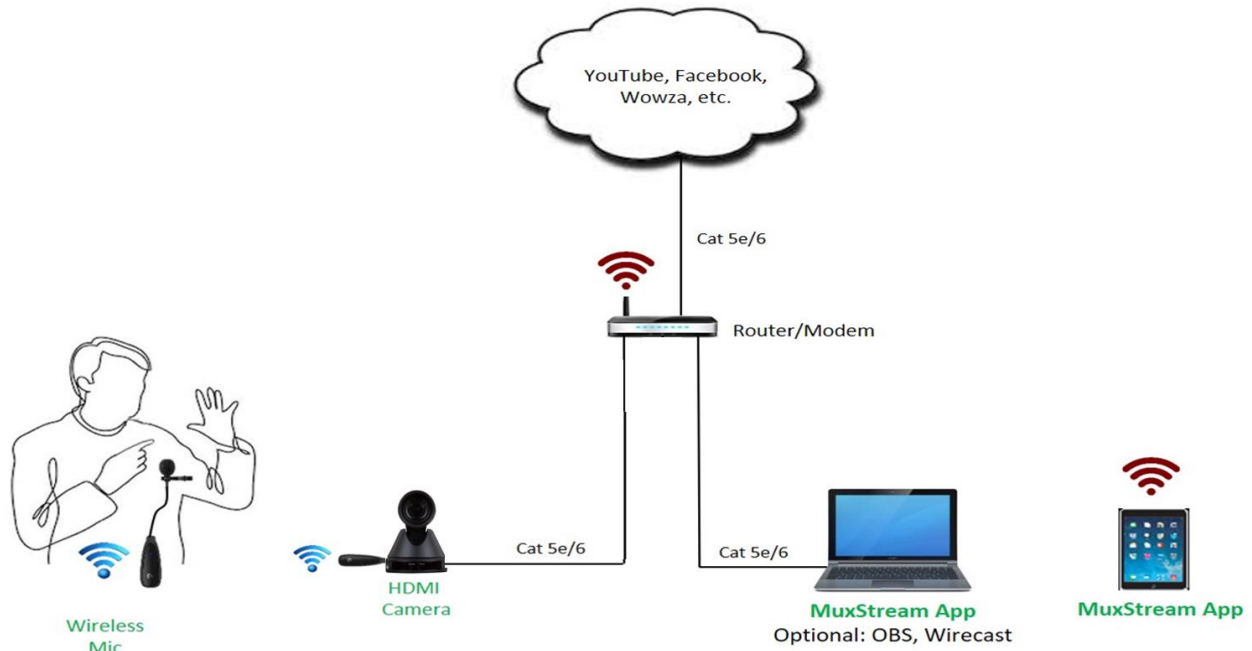 YouTube, Facebook,
Wowza, etc.
Cat 5e/6
Router/Modem
Cat 5e/6
Cat 5e/6
HDMI
Camera
MuxStream App
Optional: OBS, Wirecast
MuxStream App
Wireless
Mic